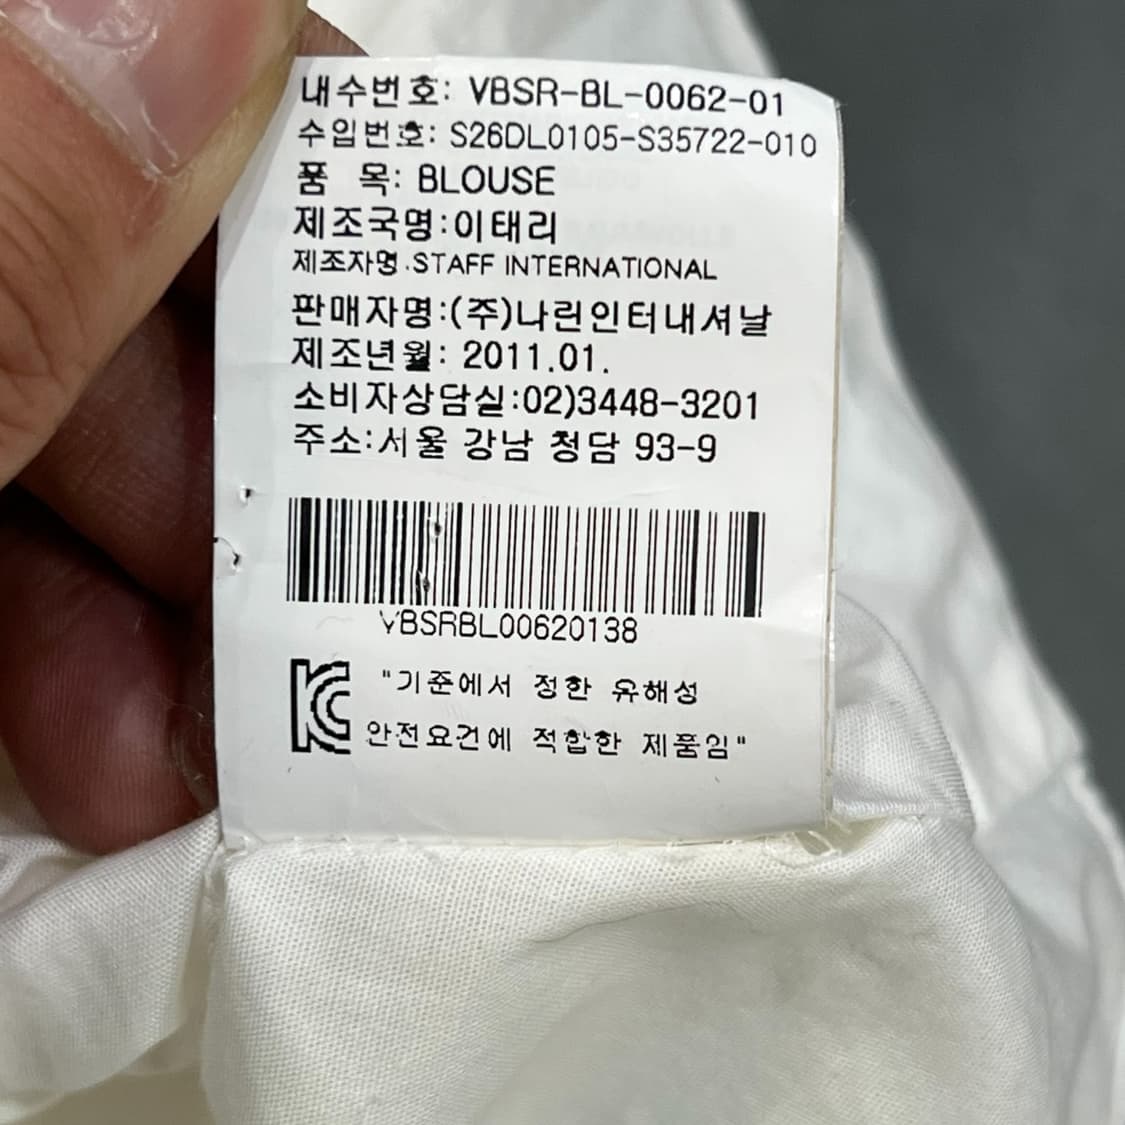 내수번호: VBSR-BL-0062-01
수입번호: S26DL0105-S35722-010
품 목: BLOUSE
제조국명:이태리
제조자명:STAFF INTERNATIONAL
판매자명:(주)나린인터내셔날
제조년월: 2011.01.
소비자상담실:02)3448-3201
주소:서울 강남 청담 93-9
VBSRBL00620138
KC "기준에서 정한 유해성
안전요건에 적합한 제품임"